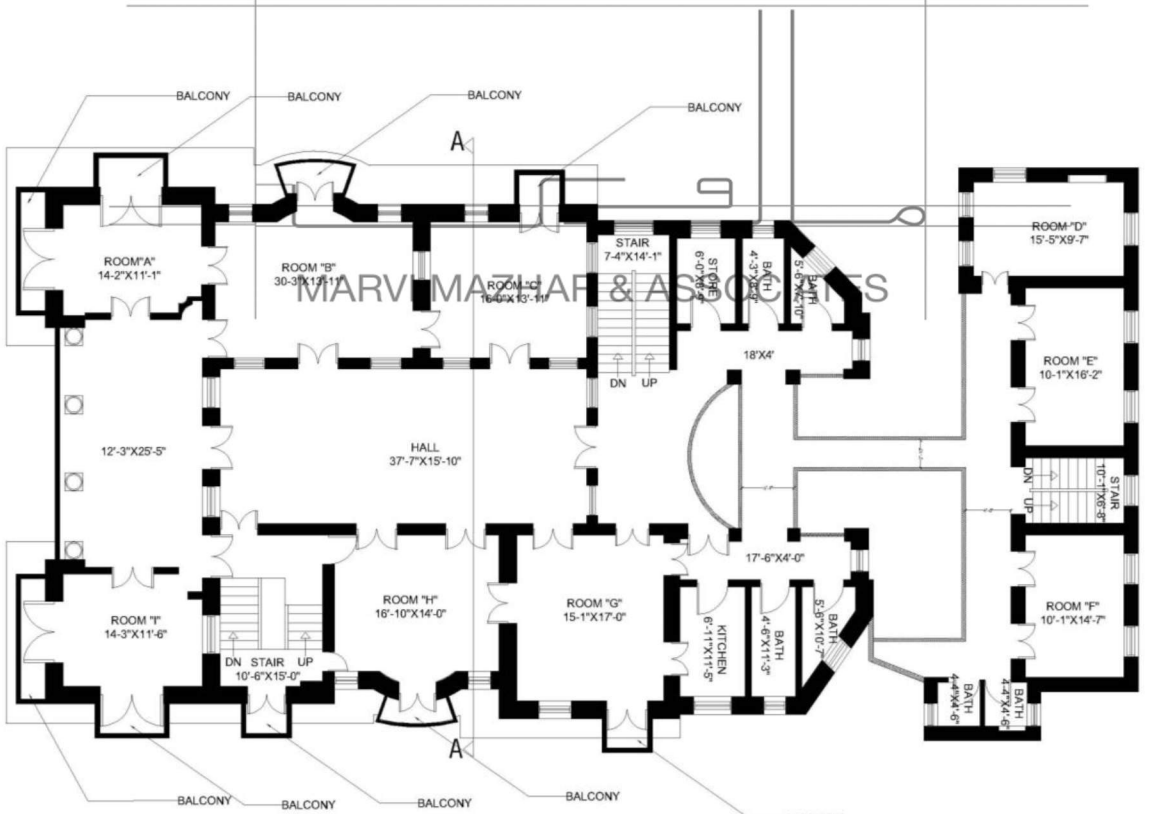 BALCONY
BALCONY
BALCONY
BALCONY
A
ROOM"A"
14-2"X11'-1"
ROOM "B"
30-3"X13'-11"
ROOM "C"
16-0"X13'-11"
STAIR
7-4"X14'-1"
STORE
BATH
4'-3"X8'-9"
BATH
ROOM "D"
15'-5"X9'-7"
MARVI MAZHAR & ASSOCIATES
18'X4'
DN
UP
ROOM "E"
10-1"X16'-2"
12'-3"X25'-5"
HALL
37'-7"X15'-10"
DN
UP
STAIR
10'-1"X6'-8"
17'-6"X4'-0"
ROOM "I"
14-3"X11'-6"
DN
STAIR
UP
10'-6"X15'-0"
ROOM "H"
16'-10"X14'-0"
ROOM "G"
15-1"X17'-0"
KITCHEN
6'-11"X11'-5"
BATH
4'-6"X11'-3"
BATH
5'-6"X10'-7"
ROOM "F"
10'-1"X14'-7"
BATH
4-4"X4'-6"
BATH
4-4"X4'-6"
A
BALCONY
BALCONY
BALCONY
BALCONY